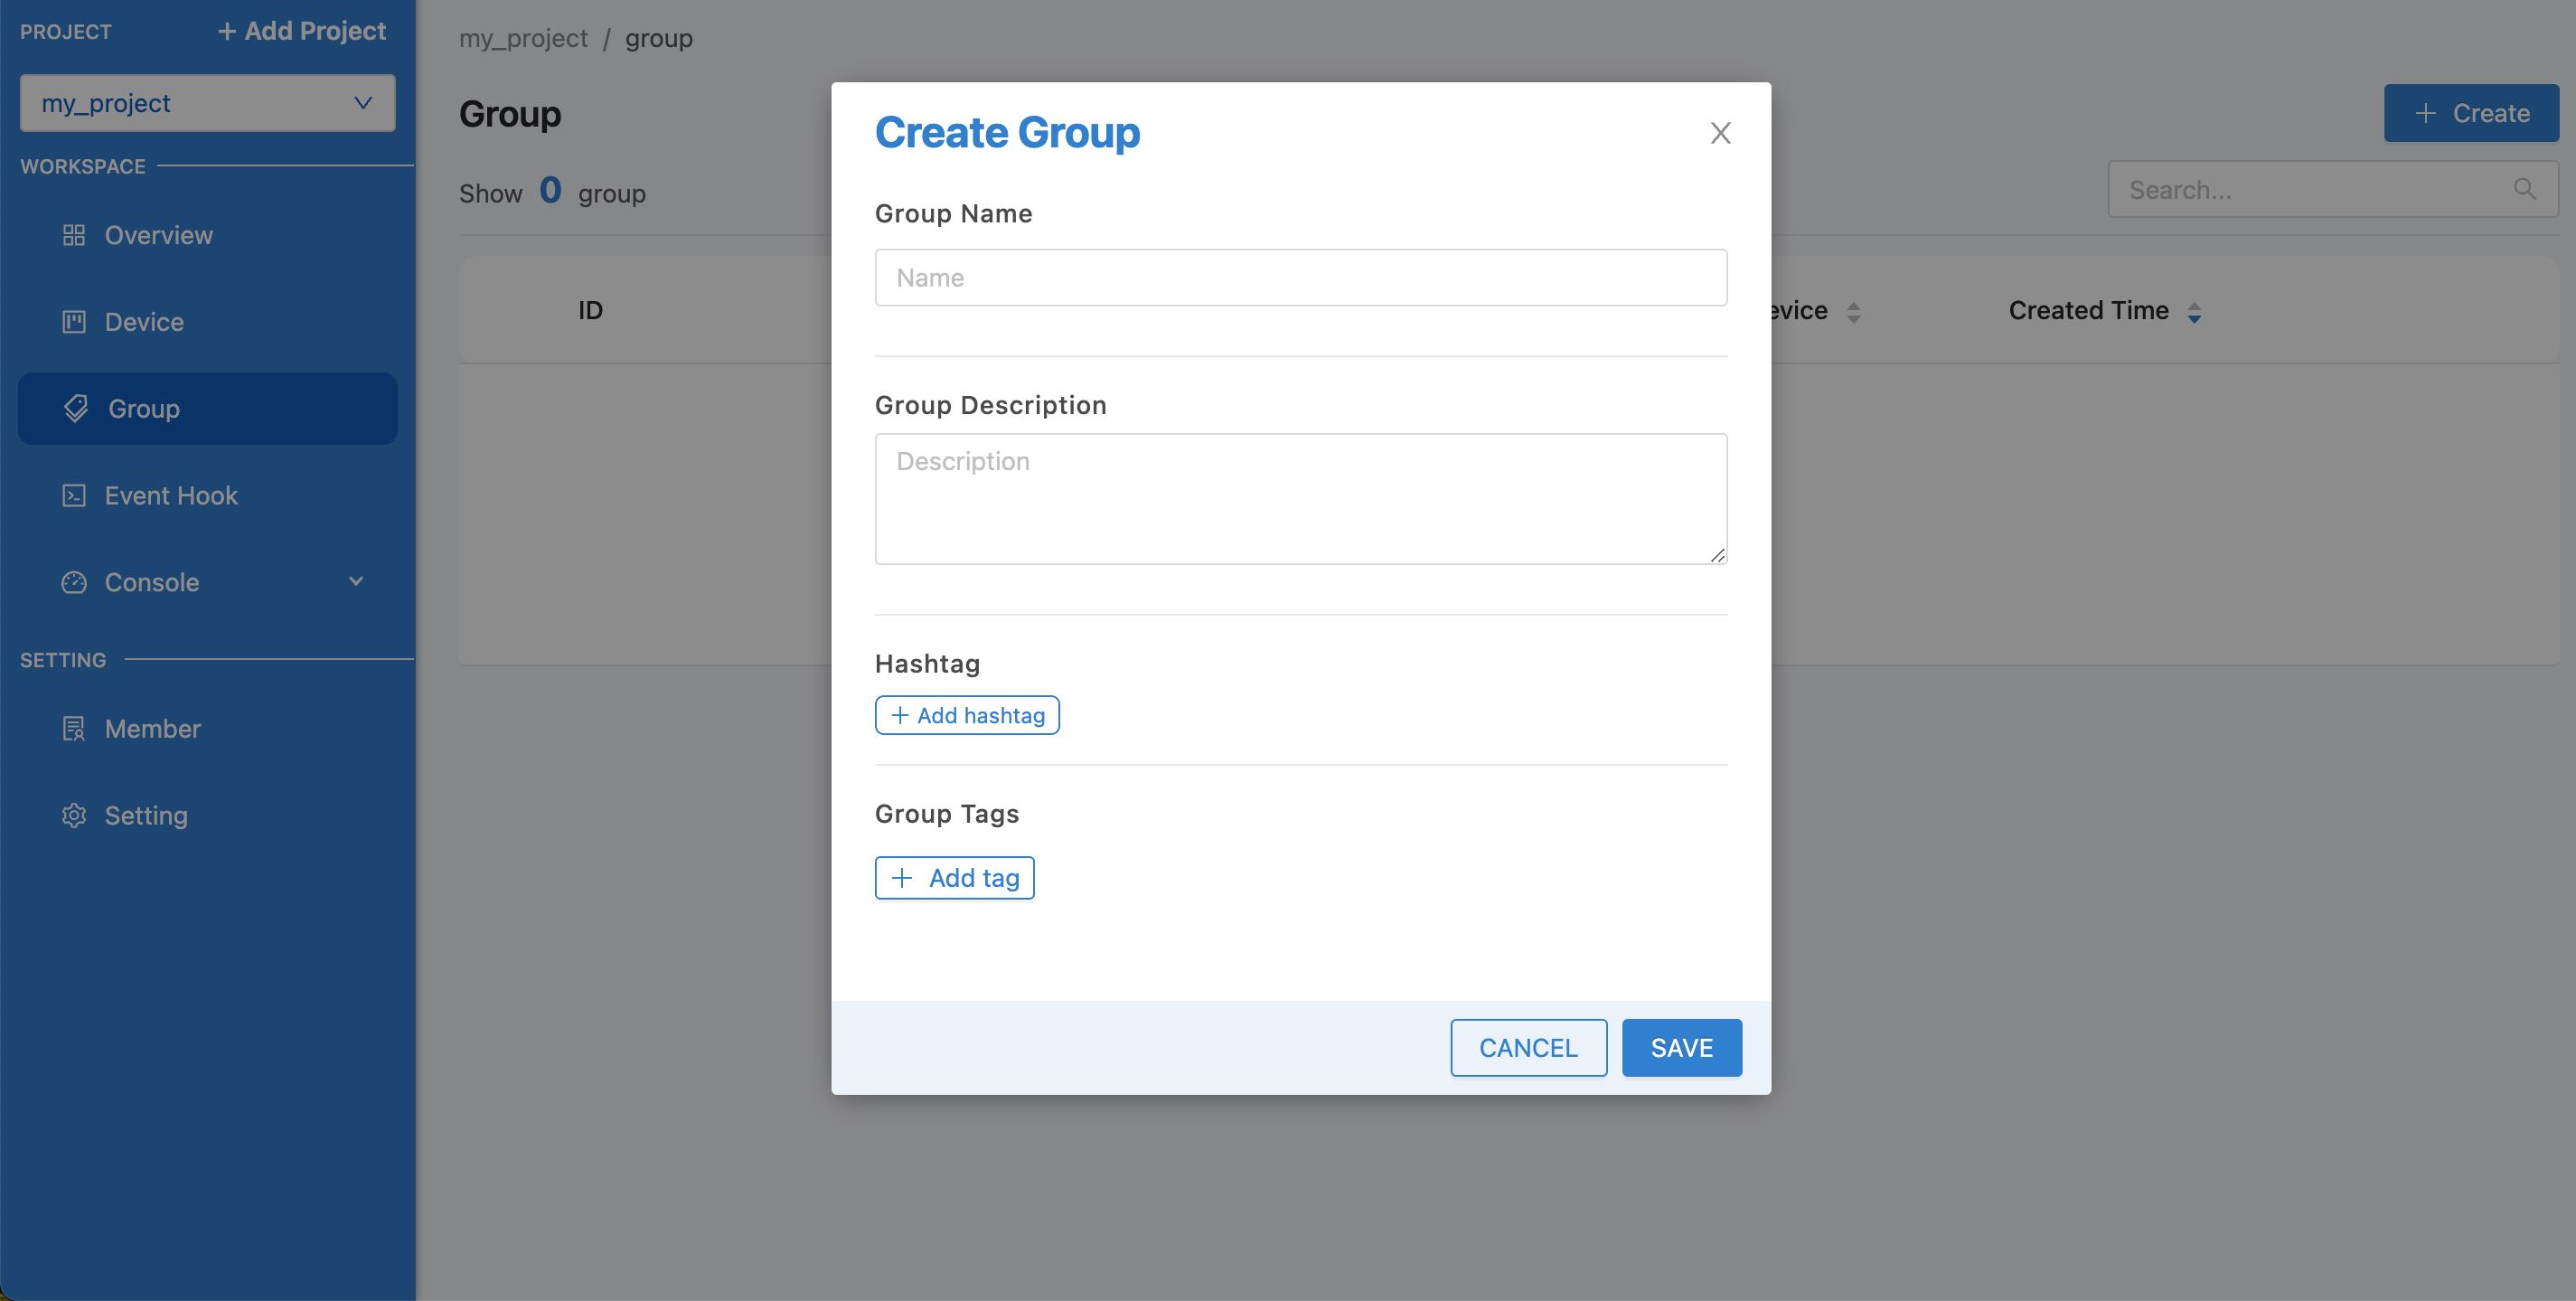 PROJECT
+ Add Project
my_project
WORKSPACE
Overview
Device
Group
Event Hook
Console
SETTING
Member
Setting
my_project / group
Group
+ Create
Show 0 group
Search...
ID
Created Time
Create Group
X
Group Name
Name
Group Description
Description
Hashtag
+ Add hashtag
Group Tags
+ Add tag
CANCEL
SAVE